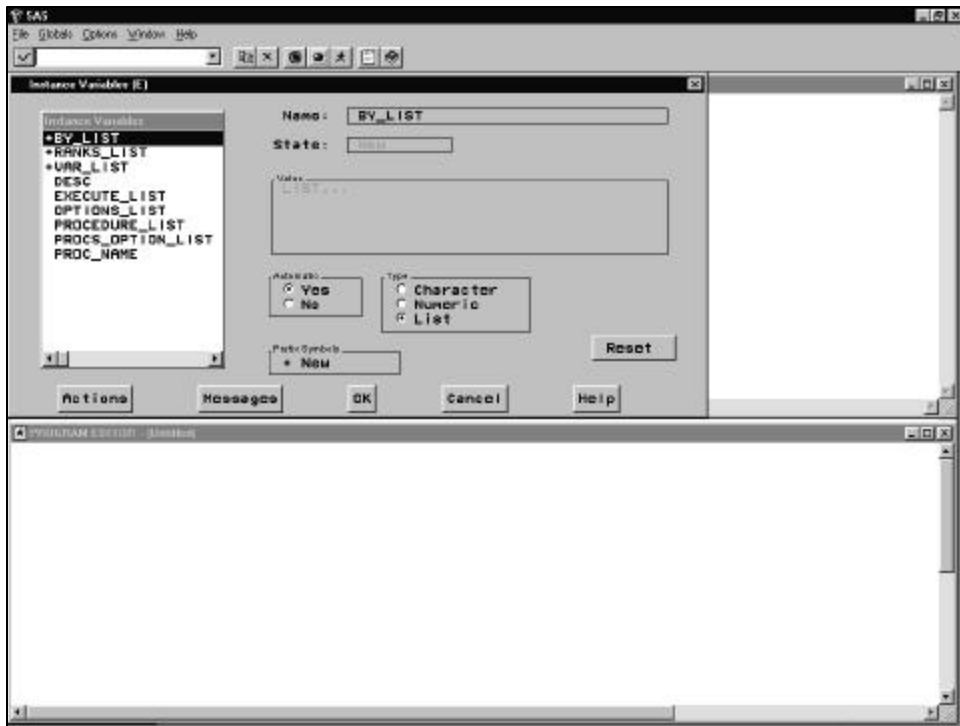 SAS
File Globals Options Window Help
Instance Variables (E)
Instance Variables
+BY_LIST
+RANKS_LIST
+VAR_LIST
DESC
EXECUTE_LIST
OPTIONS_LIST
PROCEDURE_LIST
PROCS_OPTION_LIST
PROC_NAME
Name: BY_LIST
State: New
Value
LIST...
Automatic
Yes
No
Type
Character
Numeric
List
Prefix Symbols
+ New
Reset
Actions Messages OK Cancel Help
PROGRAM EDITOR - (Untitled)